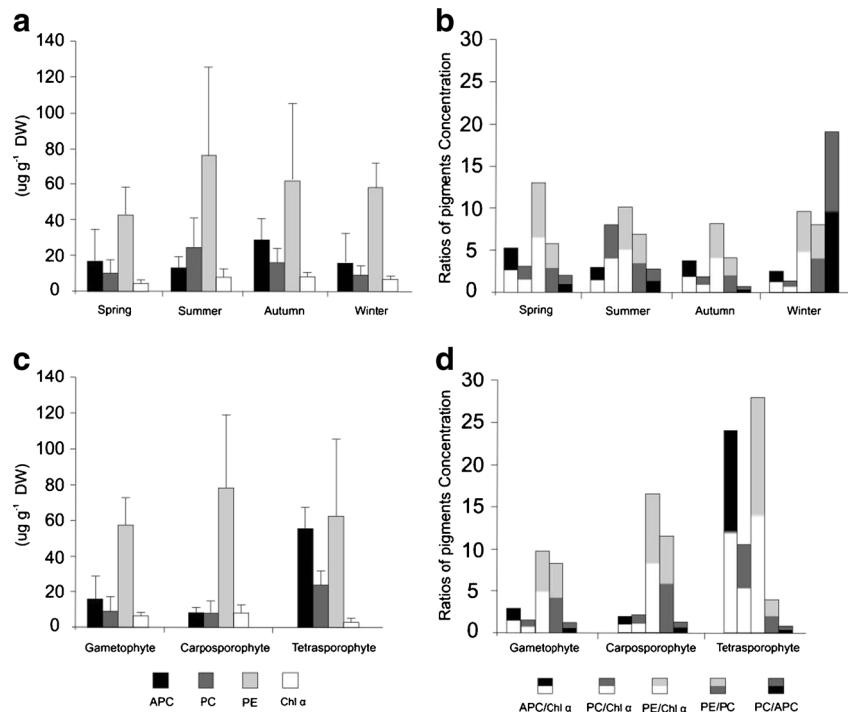 a
140
120
100
80
60
40
20
0
(ug g⁻¹ DW)
Spring Summer Autumn Winter
b
30
25
20
15
10
5
0
Ratios of pigments Concentration
Spring Summer Autumn Winter
c
140
120
100
80
60
40
20
0
(ug g⁻¹ DW)
Gametophyte Carposporophyte Tetrasporophyte
APC PC PE Chl α
d
30
25
20
15
10
5
0
Ratios of pigments Concentration
Gametophyte Carposporophyte Tetrasporophyte
APC/Chl α PC/Chl α PE/Chl α PE/PC PC/APC